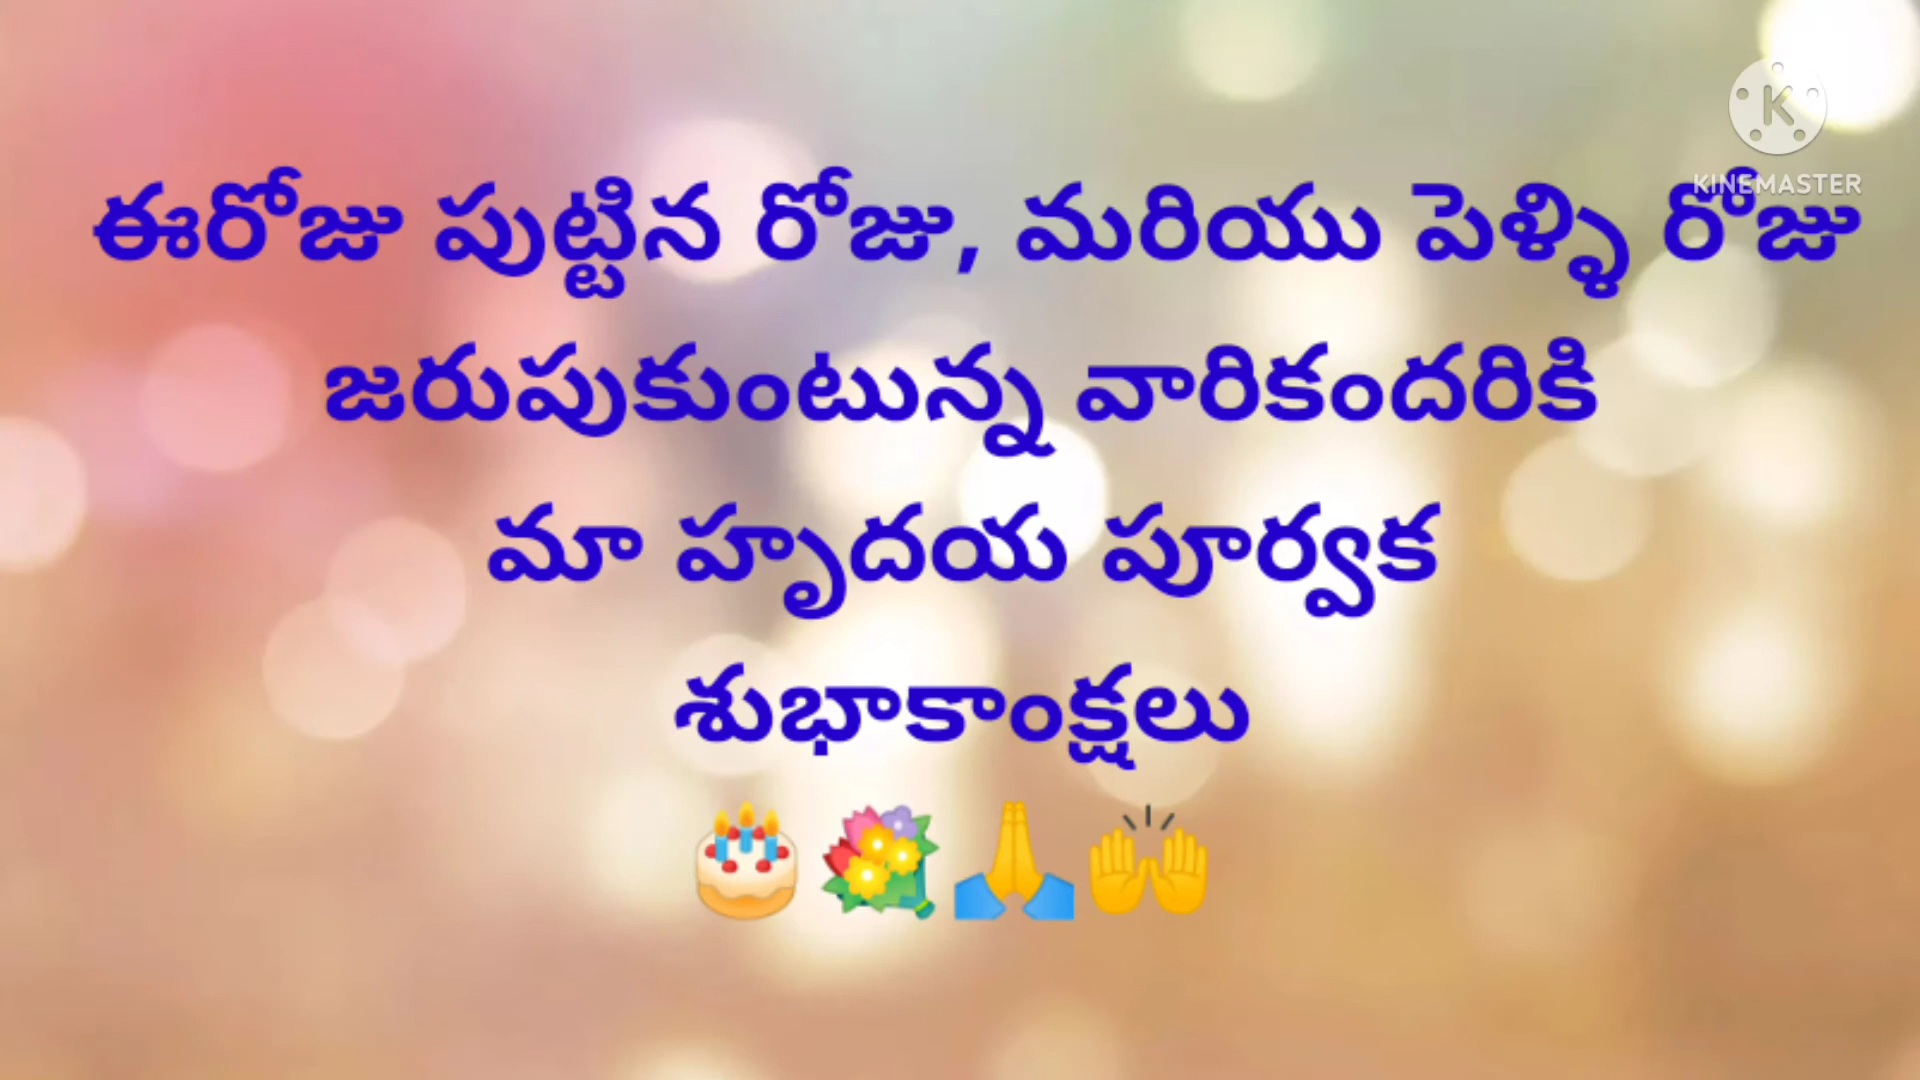 K
KINEMASTER
ఈరోజు పుట్టిన రోజు, మరియు పెళ్ళి రోజు
జరుపుకుంటున్న వారికందరికి
మా హృదయ పూర్వక
శుభాకాంక్షలు
🎂💐🙏🙌